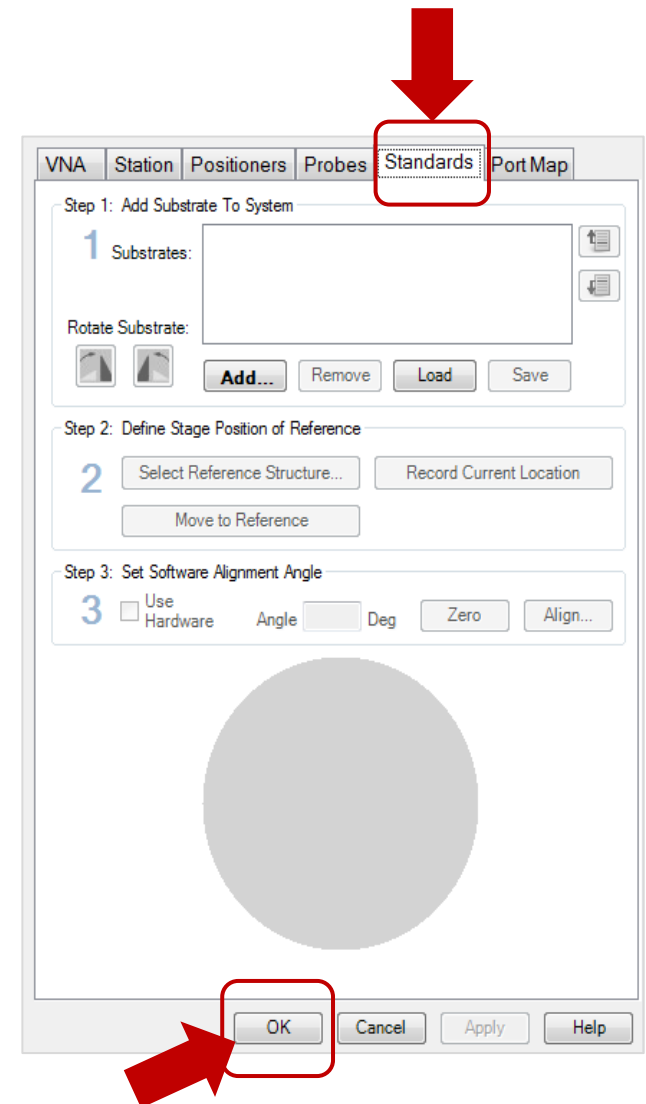 VNA Station Positioners Probes Standards Port Map
Step 1: Add Substrate To System
1 Substrates:
Rotate Substrate:
Add... Remove Load Save
Step 2: Define Stage Position of Reference
2 Select Reference Structure... Record Current Location
Move to Reference
Step 3: Set Software Alignment Angle
3 Use
Hardware Angle Deg Zero Align...
OK Cancel Apply Help